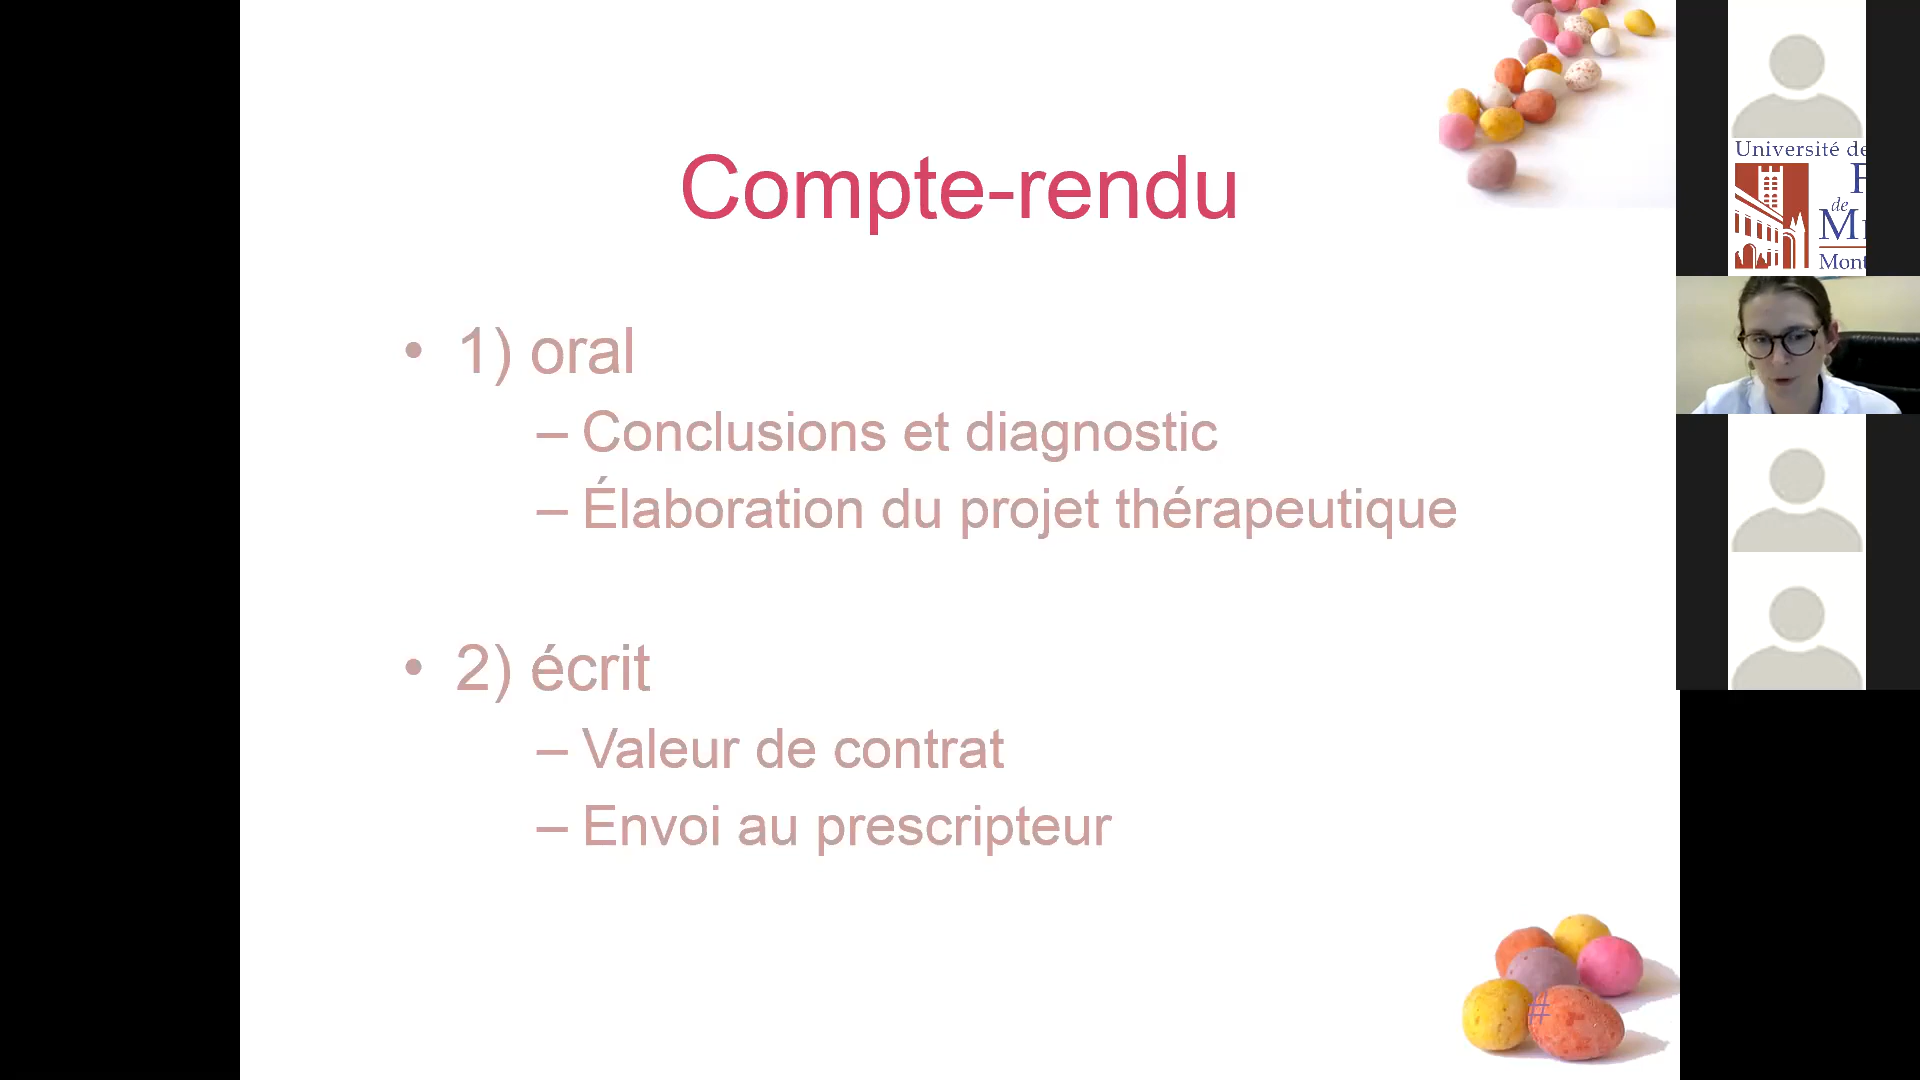 Compte-rendu
• 1) oral
– Conclusions et diagnostic
– Élaboration du projet thérapeutique
• 2) écrit
– Valeur de contrat
– Envoi au prescripteur
#
Université de
de